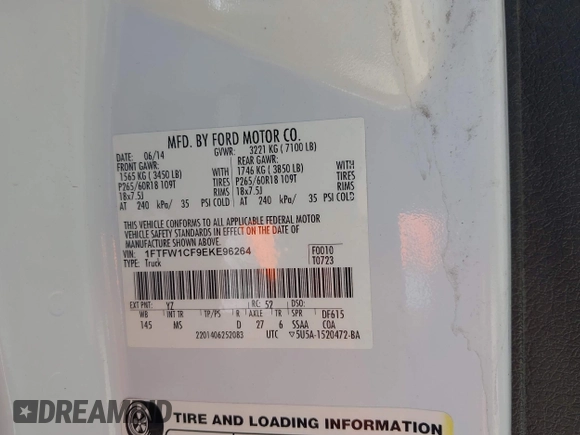 MFD. BY FORD MOTOR CO.
DATE: 06/14 GVWR: 3221 KG ( 7100 LB)
FRONT GAWR: REAR GAWR:
1565 KG ( 3450 LB) WITH 1746 KG ( 3850 LB) WITH
P265/60R18 109T TIRES P265/60R18 109T TIRES
18x7.5J RIMS 18x7.5J RIMS
AT 240 kPa/ 35 PSI COLD AT 240 kPa/ 35 PSI COLD
THIS VEHICLE CONFORMS TO ALL APPLICABLE FEDERAL MOTOR
VEHICLE SAFETY STANDARDS IN EFFECT ON THE DATE OF
MANUFACTURE SHOWN ABOVE.
VIN: 1FTFW1CF9EKE96264 F0010
TYPE: Truck T0723
EXT PNT: YZ RC: 52 DSO:
WB INT TR TP/PS R AXLE TR SPR DF615
145 MS D 27 6 SSAA COA
2201406252083 UTC ▽5U5A-1520472-BA
TIRE AND LOADING INFORMATION
DREAMBID